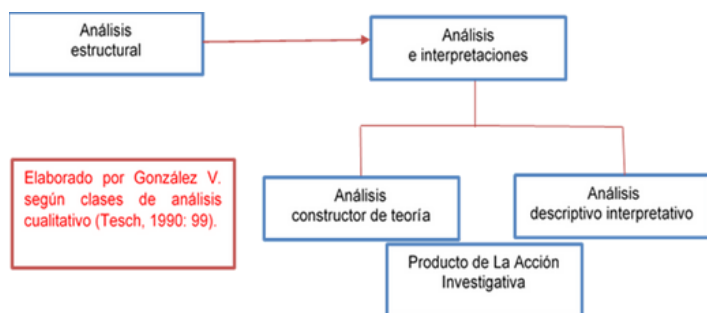 Análisis
estructural
Análisis
e interpretaciones
Elaborado por González V.
según clases de análisis
cualitativo (Tesch, 1990: 99).
Análisis
constructor de teoría
Análisis
descriptivo interpretativo
Producto de La Acción
Investigativa